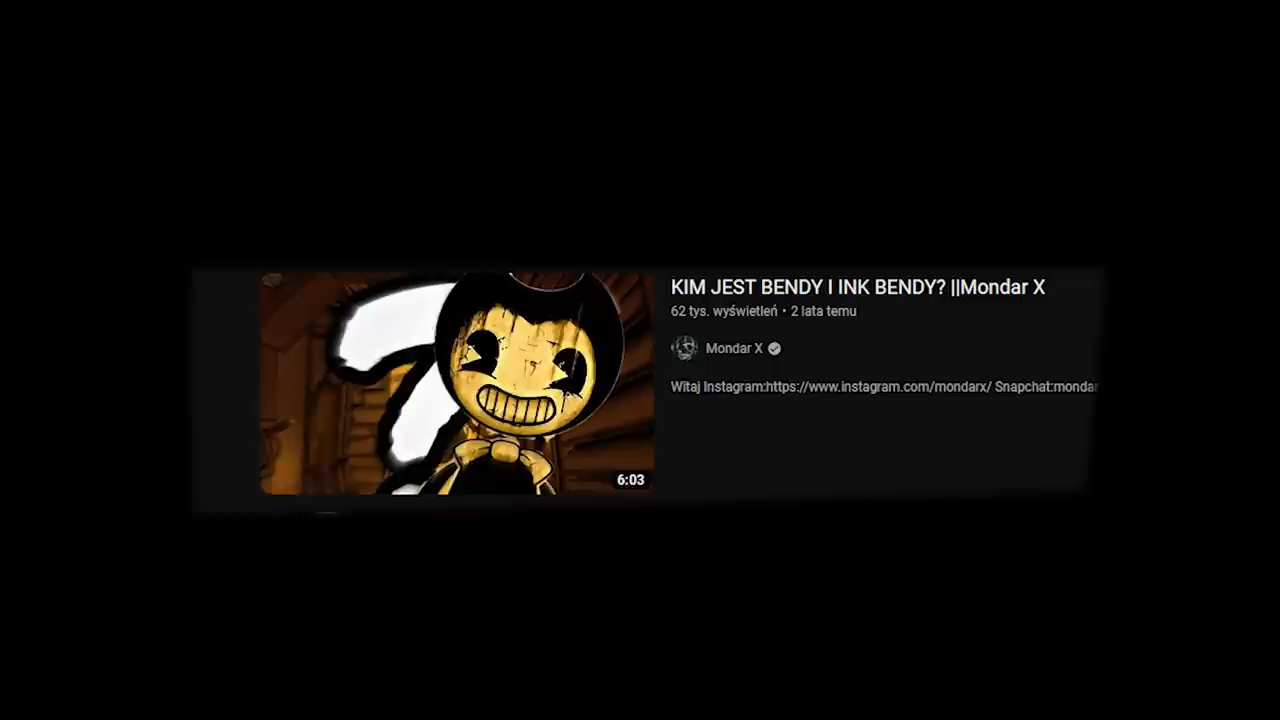 KIM JEST BENDY I INK BENDY? ||Mondar X
62 tys. wyświetleń • 2 lata temu
Mondar X
Witaj Instagram:https://www.instagram.com/mondarx/ Snapchat:mondar
6:03